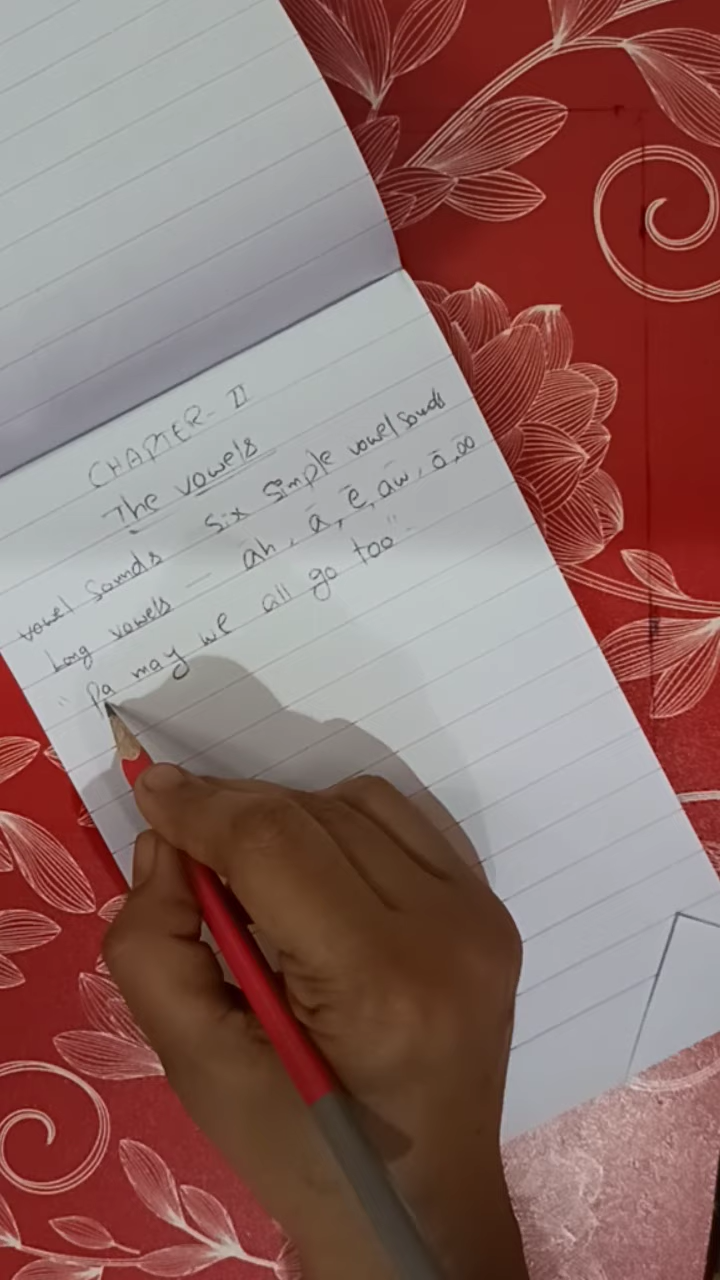 CHAPTER - II
The vowels
vowel Sounds six simple vowel sounds
Long vowels — ah, ā, ē, aw, ō, oo
"Pa may we all go too"